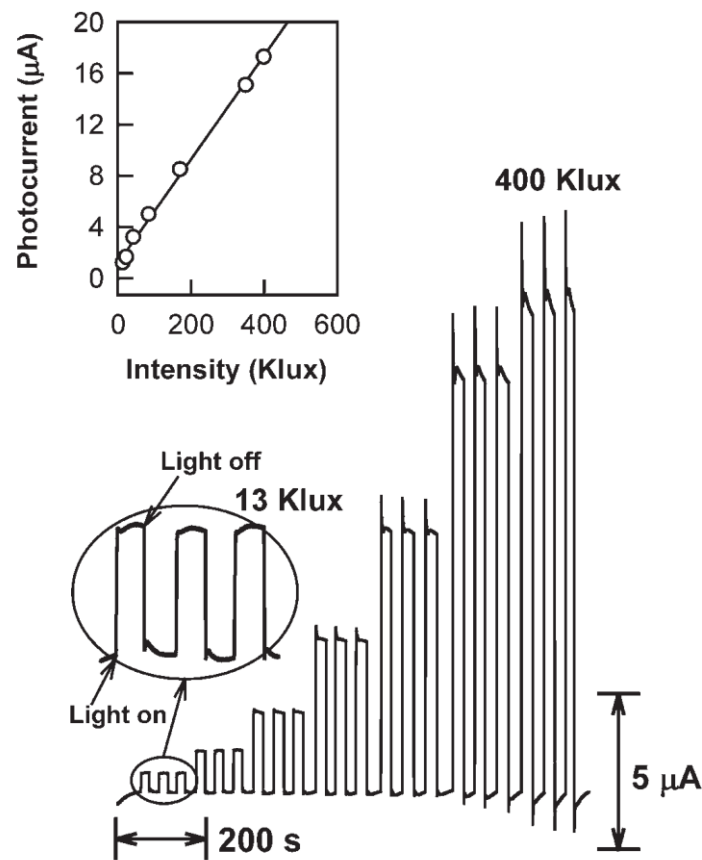 Photocurrent (μA)
20
16
12
8
4
0
0 200 400 600
Intensity (Klux)
400 Klux
Light off
13 Klux
Light on
5 μA
200 s